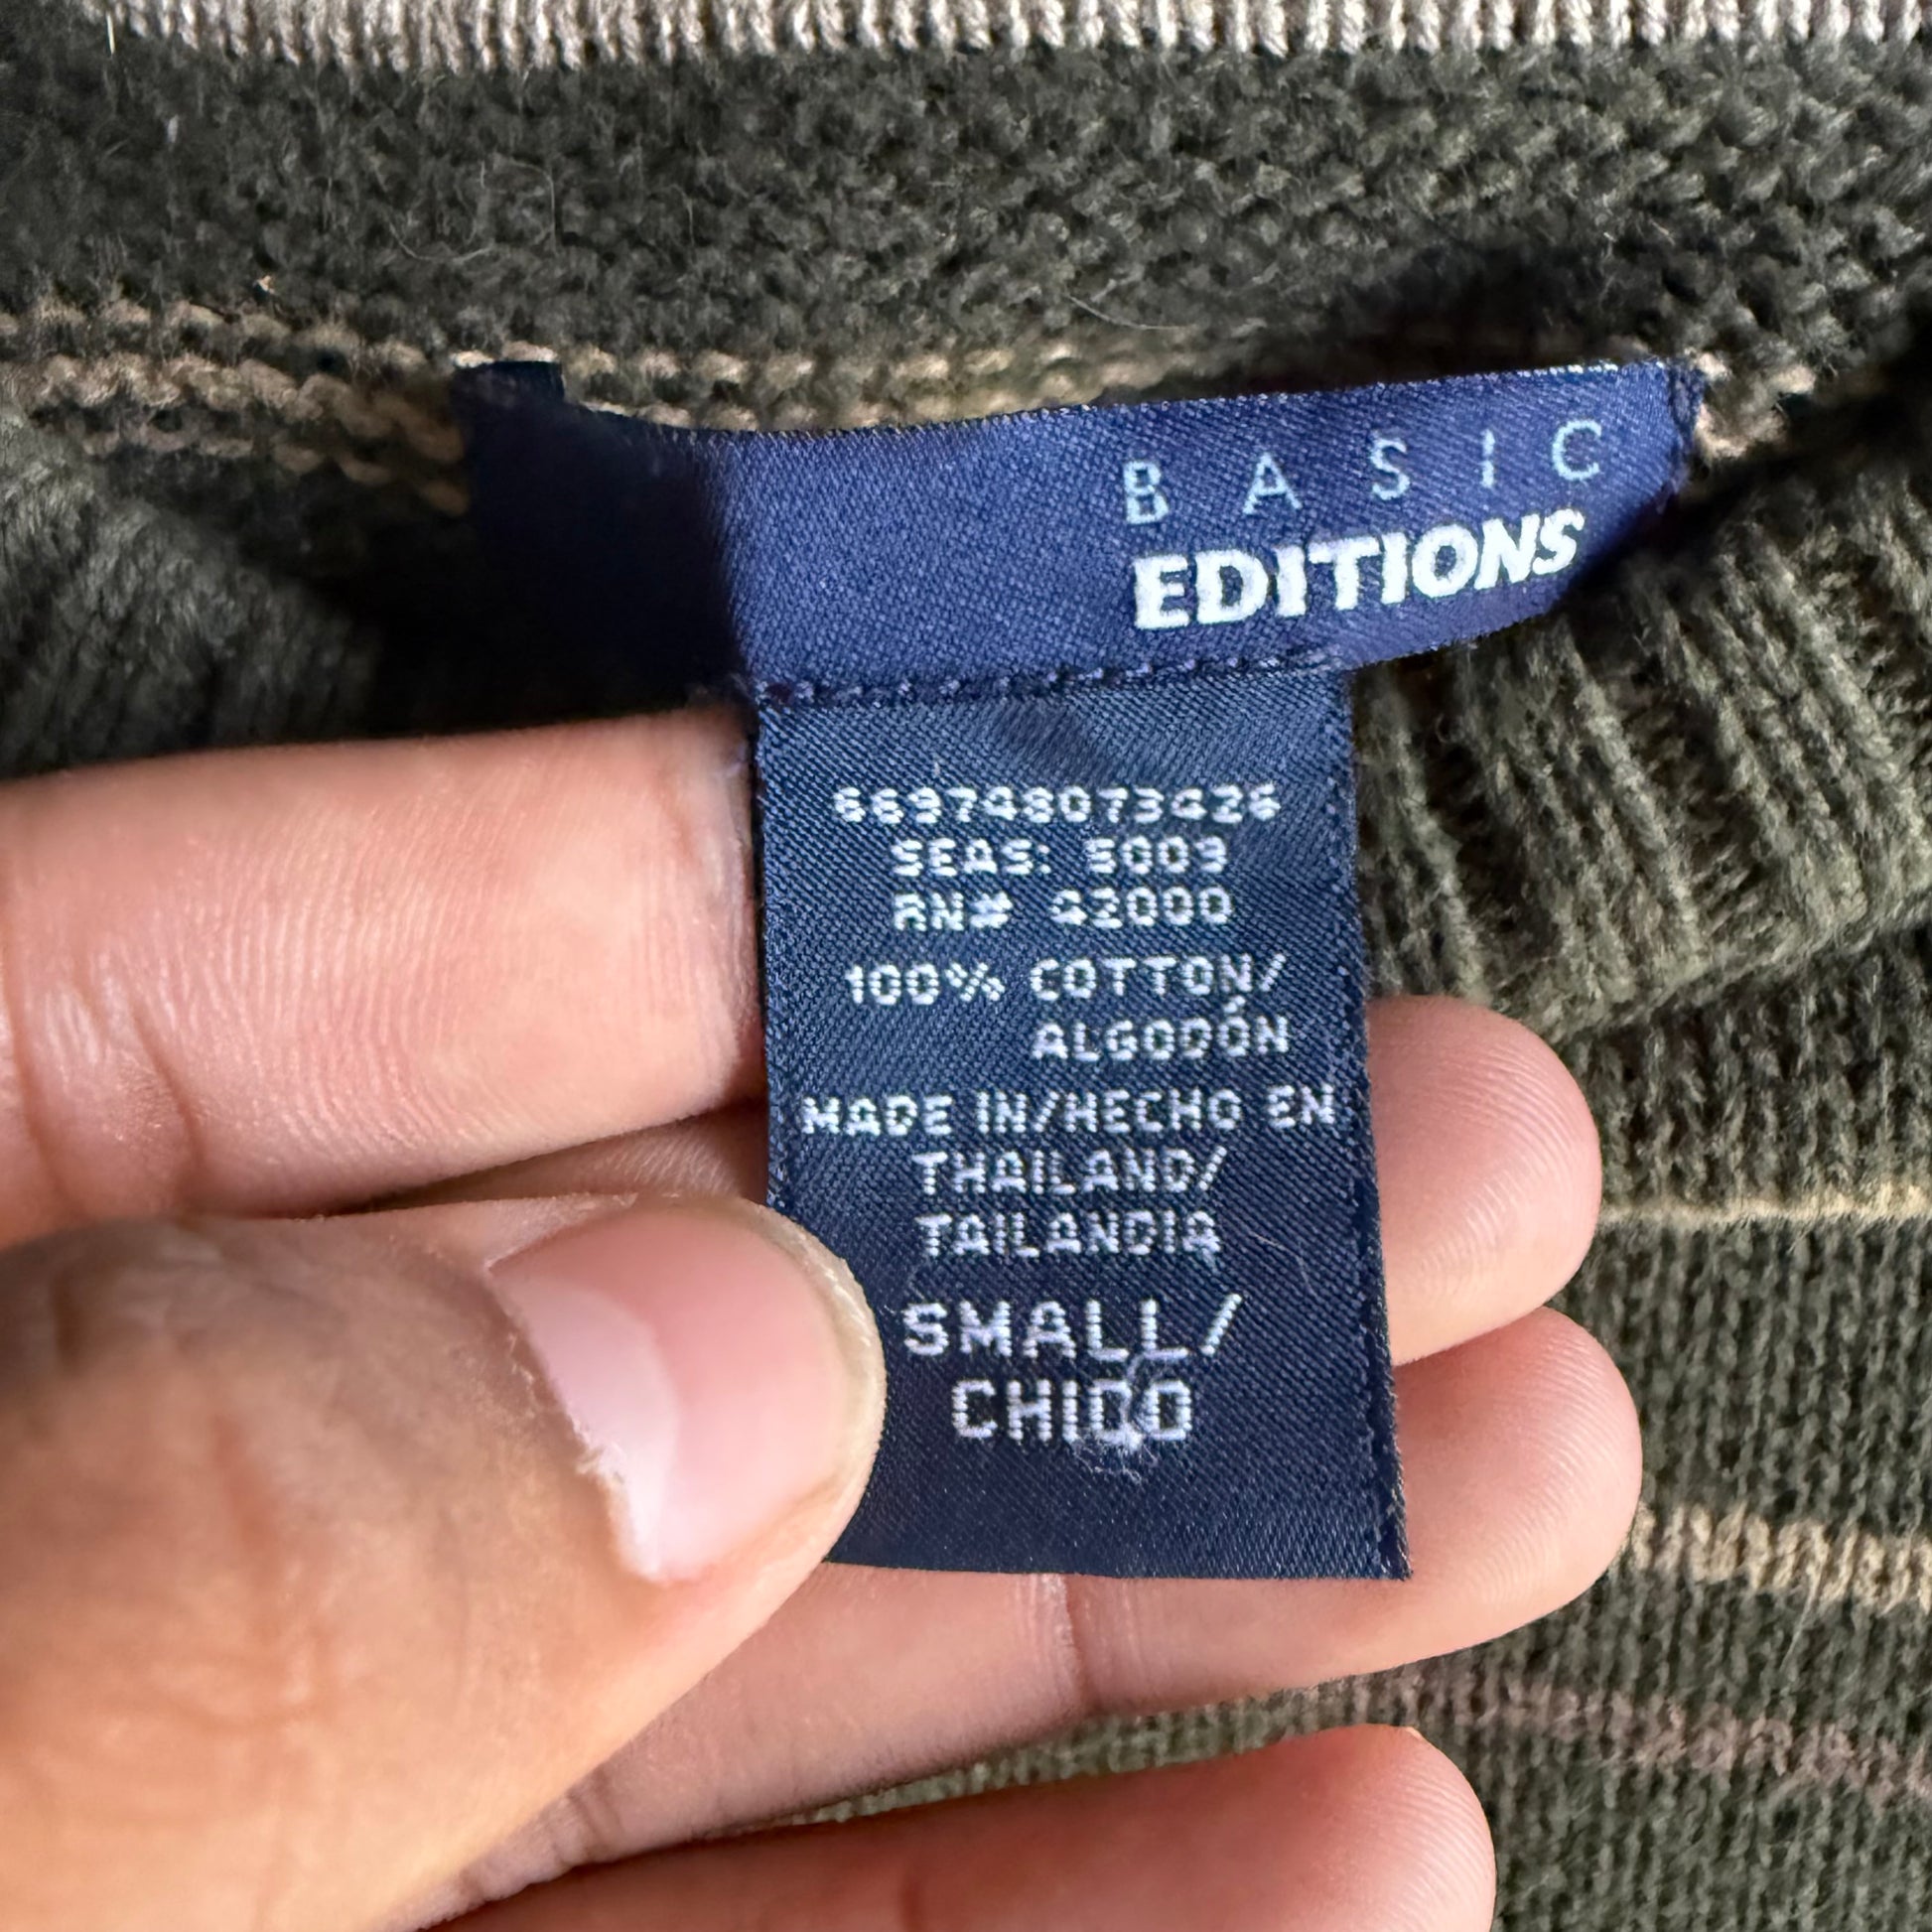 BASIC
EDITIONS
669748073426
SEAS: 5003
RN# 42000
100% COTTON/
ALGODÓN
MADE IN/HECHO EN
THAILAND/
TAILANDIA
SMALL/
CHICO